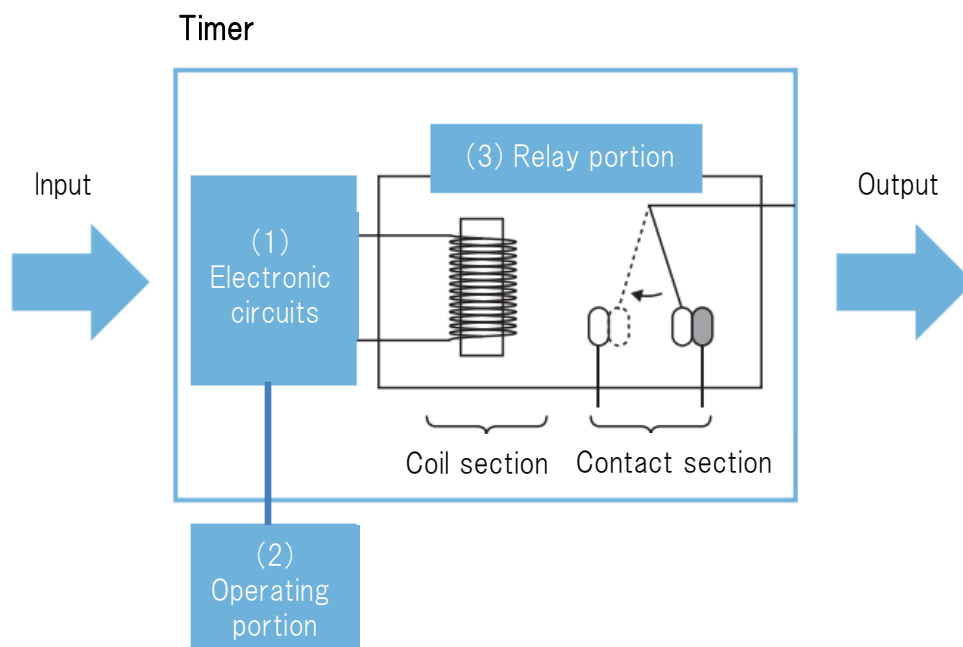 Timer
Input
(3) Relay portion
Output
(1)
Electronic
circuits
Coil section
Contact section
(2)
Operating
portion